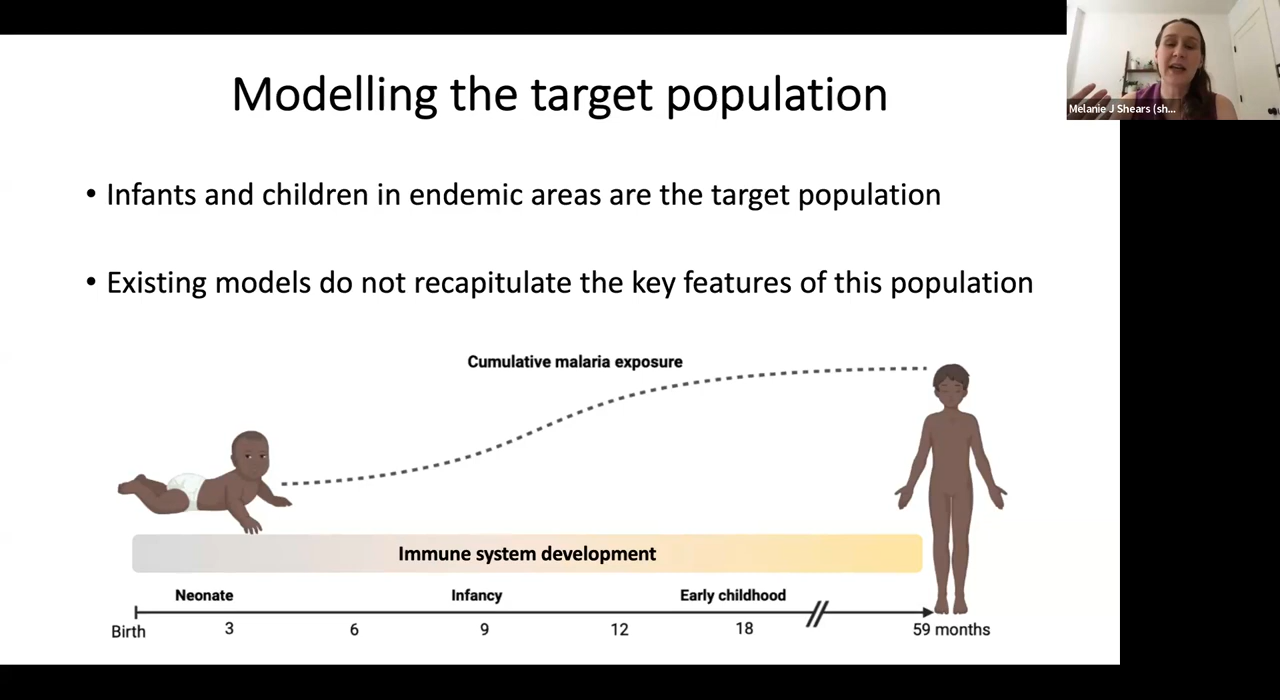 Modelling the target population
Melanie J Shears (sh...
• Infants and children in endemic areas are the target population
• Existing models do not recapitulate the key features of this population
Cumulative malaria exposure
Immune system development
Neonate Infancy Early childhood
Birth 3 6 9 12 18 59 months